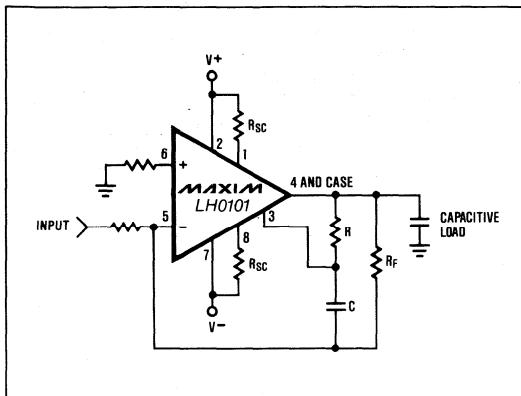 V+
RSC
2
1
6
+
MAXIM
LH0101
4 AND CASE
INPUT
5
−
3
8
7
RSC
V−
R
C
RF
CAPACITIVE
LOAD